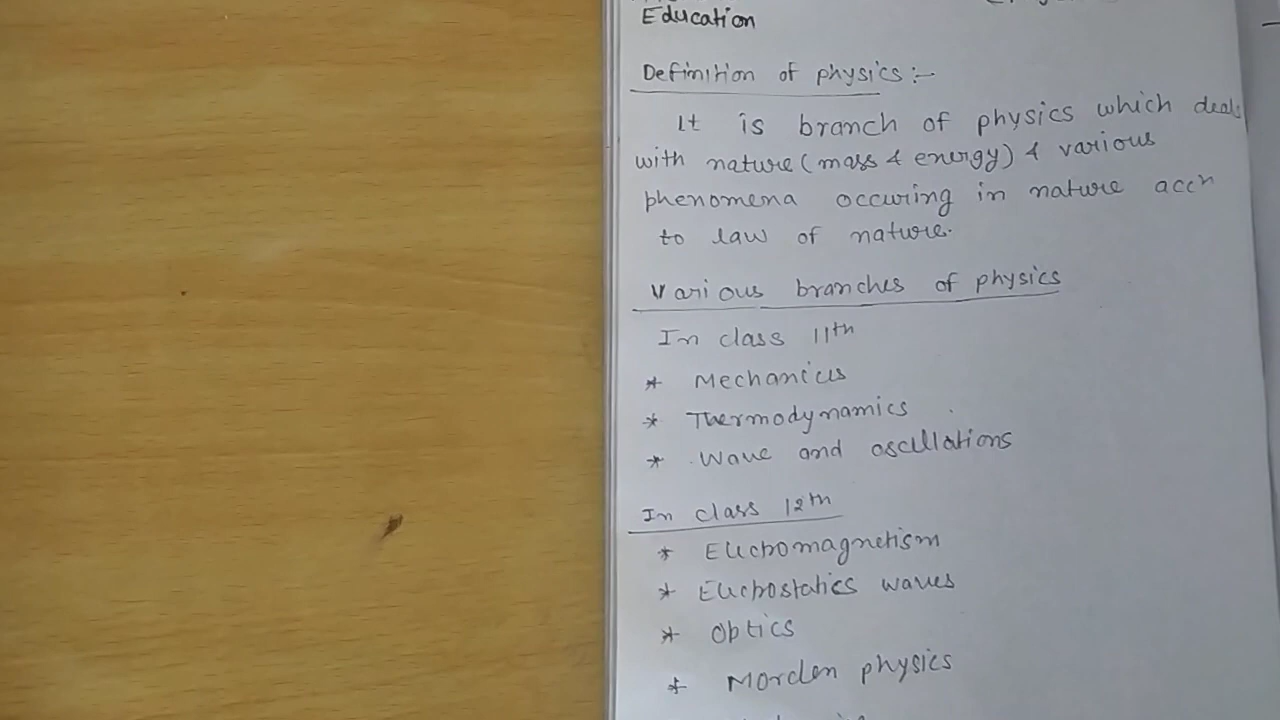 Education
Definition of physics :-
It is branch of physics which deals
with nature (mass & energy) & various
phenomena occuring in nature accn
to law of nature.
Various branches of physics
In class 11th
* Mechanics
* Thermodynamics
* Wave and oscillations
In class 12th
* Electromagnetism
* Electrostatics waves
* Optics
* Morden physics